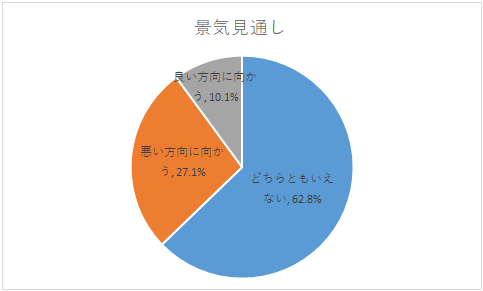 景気見通し
良い方向に向か
う, 10.1%
悪い方向に向か
う, 27.1%
どちらともいえ
ない, 62.8%